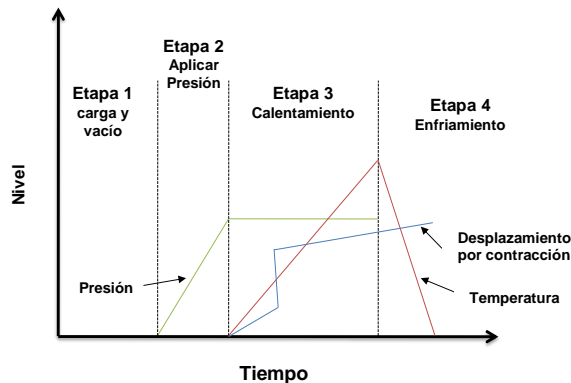 Etapa 1
carga y
vacío
Etapa 2
Aplicar
Presión
Etapa 3
Calentamiento
Etapa 4
Enfriamiento
Nivel
Presión
Desplazamiento
por contracción
Temperatura
Tiempo